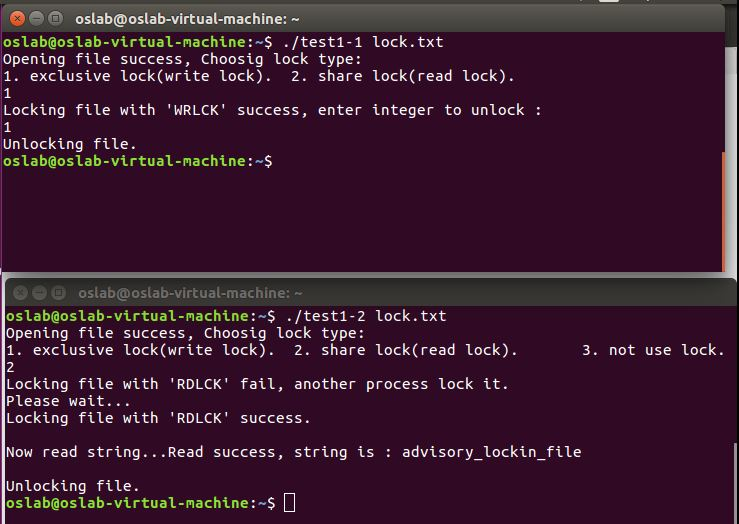 oslab@oslab-virtual-machine: ~
oslab@oslab-virtual-machine:~$ ./test1-1 lock.txt
Opening file success, Choosig lock type:
1. exclusive lock(write lock).  2. share lock(read lock).
1
Locking file with 'WRLCK' success, enter integer to unlock :
1
Unlocking file.
oslab@oslab-virtual-machine:~$
oslab@oslab-virtual-machine: ~
oslab@oslab-virtual-machine:~$ ./test1-2 lock.txt
Opening file success, Choosig lock type:
1. exclusive lock(write lock).  2. share lock(read lock).       3. not use lock.
2
Locking file with 'RDLCK' fail, another process lock it.
Please wait...
Locking file with 'RDLCK' success.
Now read string...Read success, string is : advisory_lockin_file
Unlocking file.
oslab@oslab-virtual-machine:~$